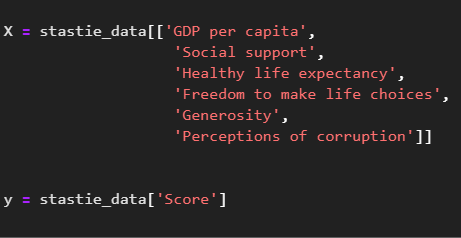 X = stastie_data[['GDP per capita',
'Social support',
'Healthy life expectancy',
'Freedom to make life choices',
'Generosity',
'Perceptions of corruption']]
y = stastie_data['Score']